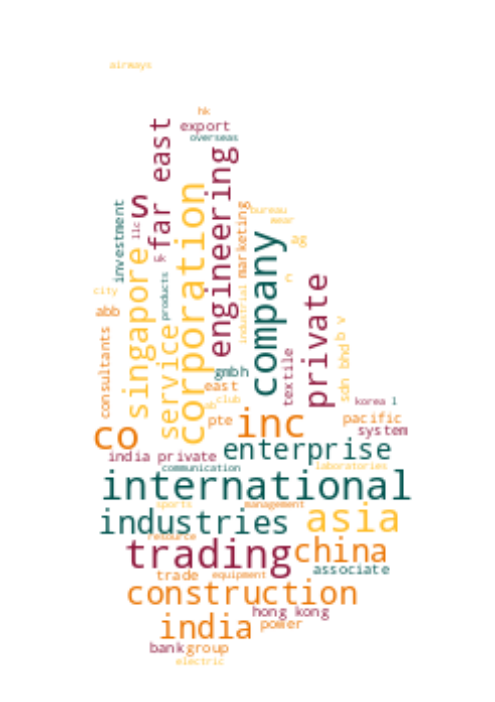 airways
hk
export
overseas
far east
s
llc
uk
investment
engineering
corporation
singapore
service
products
marketing
industrial
bureau
wear
ag
n
company
private
textile
city
abb
consultants
b v
sdn bhd
gmbh
east
club
ab
pte
korea l
pacific
system
co
inc
enterprise
india private
communication
laboratories
international
sports
management
industries
asia
resource
trading
china
associate
trade
equipment
construction
hong kong
india
power
bank
group
electric